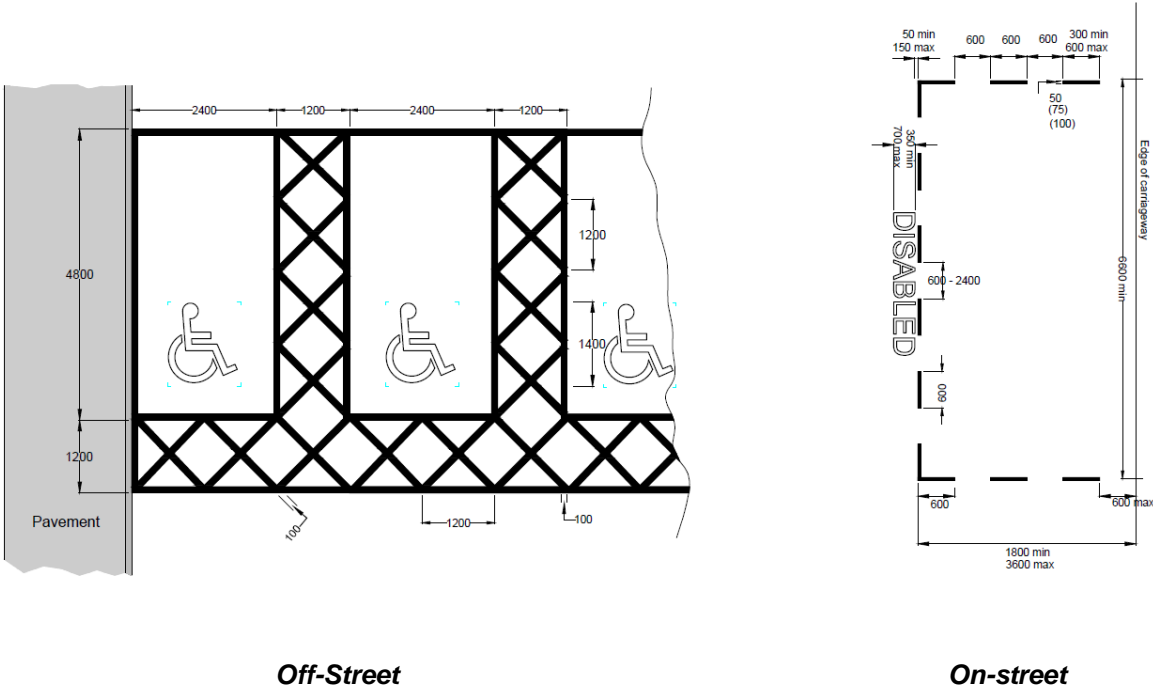 2400
1200
2400
1200
4800
1200
1400
1200
Pavement
100
1200
100
Off-Street
50 min
150 max
600
600
600
300 min
600 max
50
(75)
(100)
350 min
700 max
Edge of carriageway
DISABLED
600 - 2400
6600 min
600
600
600 max
1800 min
3600 max
On-street